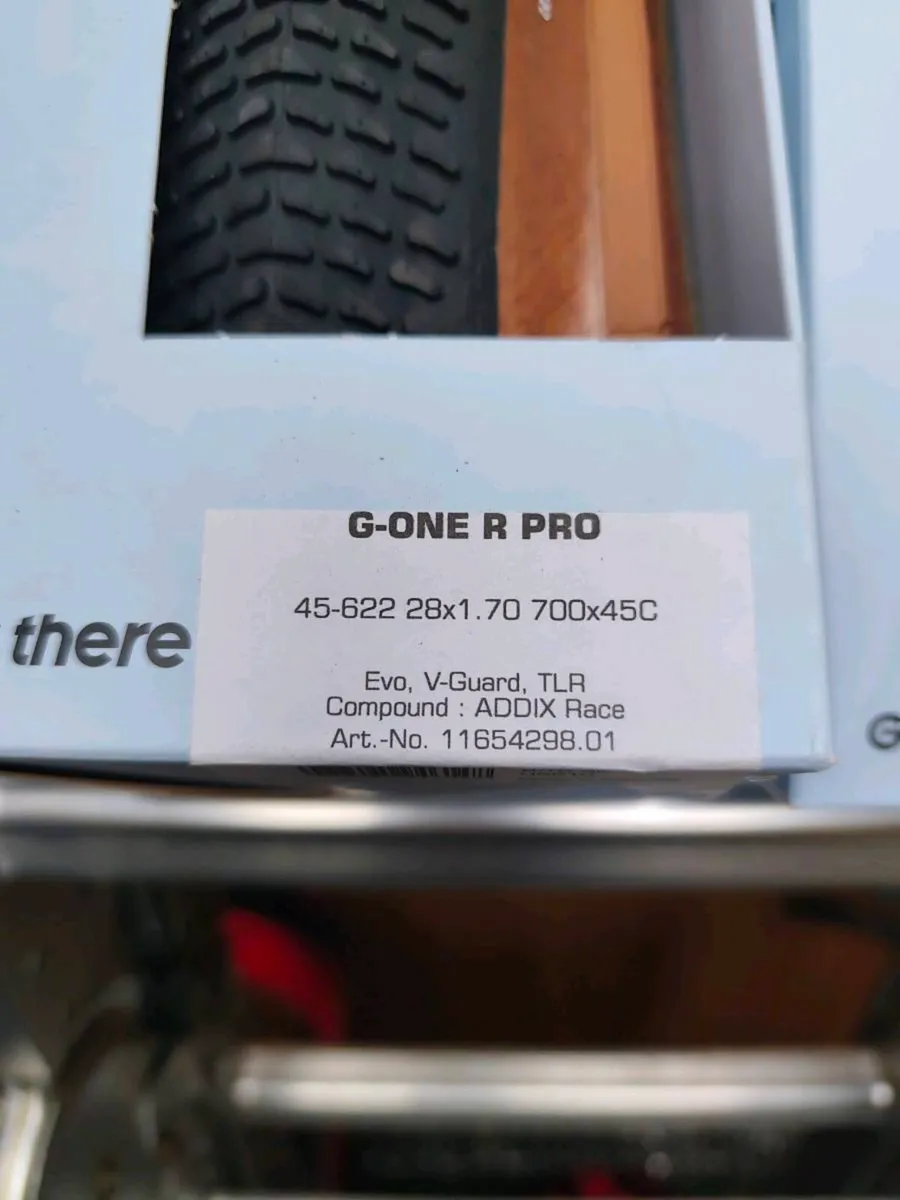 G-ONE R PRO
45-622 28x1.70 700x45C
there
Evo, V-Guard, TLR
Compound : ADDIX Race
Art.-No. 11654298.01
G